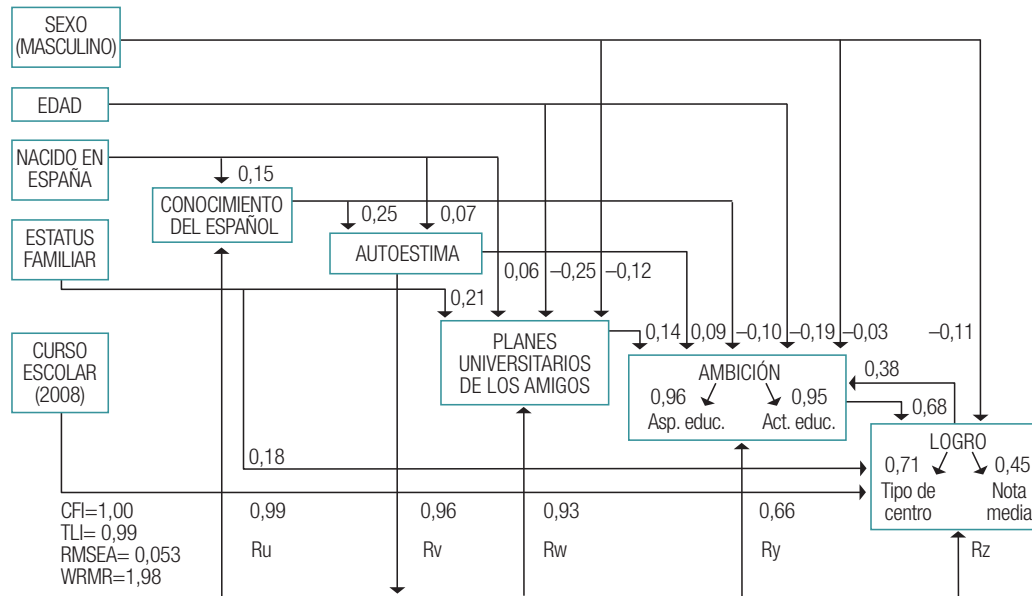 SEXO
(MASCULINO)
EDAD
NACIDO EN
ESPAÑA
0,15
CONOCIMIENTO
DEL ESPAÑOL
0,25
0,07
ESTATUS
FAMILIAR
AUTOESTIMA
0,06
–0,25
–0,12
0,21
CURSO
ESCOLAR
(2008)
PLANES
UNIVERSITARIOS
DE LOS AMIGOS
0,14
0,09
–0,10
–0,19
–0,03
–0,11
AMBICIÓN
0,96
0,95
Asp. educ.
Act. educ.
0,38
0,68
LOGRO
0,71
0,45
Tipo de
centro
Nota
media
0,18
CFI=1,00
TLI= 0,99
RMSEA= 0,053
WRMR=1,98
0,99
0,96
0,93
0,66
Ru
Rv
Rw
Ry
Rz